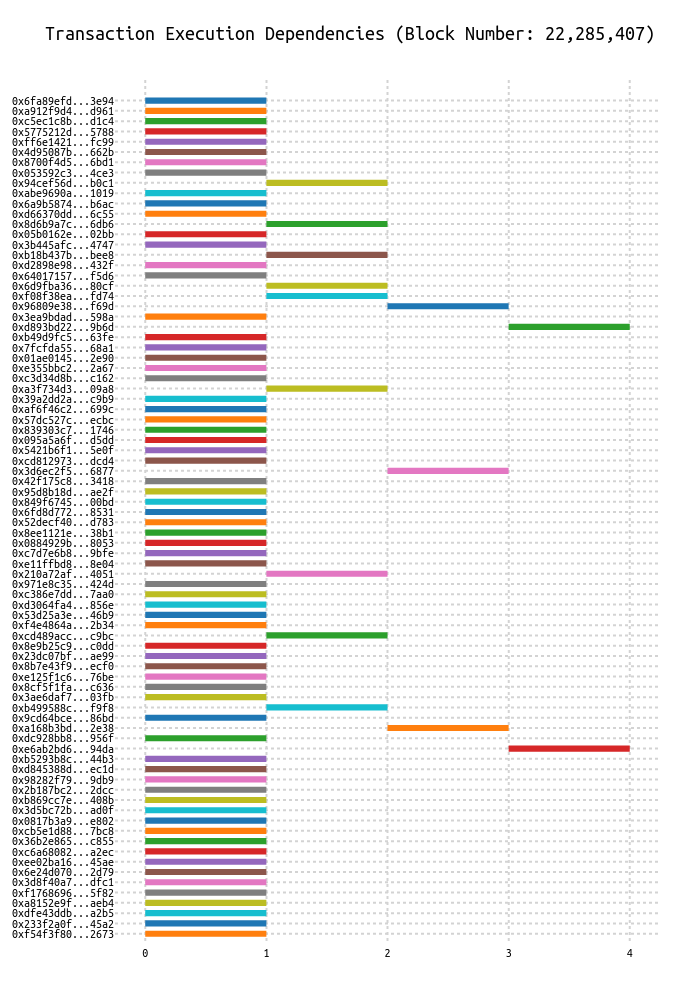 Transaction Execution Dependencies (Block Number: 22,285,407)
0x6fa89efd...3e94
0xa912f9d4...d961
0xc5ec1c8b...d1c4
0x5775212d...5788
0xff6e1421...fc99
0x4d95087b...662b
0x8700f4d5...6bd1
0x053592c3...4ce3
0x94cef56d...b0c1
0xabe9690a...1019
0x6a9b5874...b6ac
0xd66370dd...6c55
0x8d6b9a7c...6db6
0x05b0162e...02bb
0x3b445afc...4747
0xb18b437b...bee8
0xd2898e98...432f
0x64017157...f5d6
0x6d9fba36...80cf
0xf08f38ea...fd74
0x96809e38...f69d
0x3ea9bdad...598a
0xd893bd22...9b6d
0xb49d9fc5...63fe
0x7fcfda55...68a1
0x01ae0145...2e90
0xe355bbc2...2a67
0xc3d34d8b...c162
0xa3f734d3...09a8
0x39a2dd2a...c9b9
0xaf6f46c2...699c
0x57dc527c...ecbc
0x839303c7...1746
0x095a5a6f...d5dd
0x5421b6f1...5e0f
0xcd812973...dcd4
0x3d6ec2f5...6877
0x42f175c8...3418
0x95d8b18d...ae2f
0x849f6745...00bd
0x6fd8d772...8531
0x52decf40...d783
0x8ee1121e...38b1
0x0884929b...8053
0xc7d7e6b8...9bfe
0xe11ffbd8...8e04
0x210a72af...4051
0x971e8c35...424d
0xc386e7dd...7aa0
0xd3064fa4...856e
0x53d25a3e...46b9
0xf4e4864a...2b34
0xcd489acc...c9bc
0x8e9b25c9...c0dd
0x23dc07bf...ae99
0x8b7e43f9...ecf0
0xe125f1c6...76be
0x8cf5f1fa...c636
0x3ae6daf7...03fb
0xb499588c...f9f8
0x9cd64bce...86bd
0xa168b3bd...2e38
0xdc928bb8...956f
0xe6ab2bd6...94da
0xb5293b8c...44b3
0xd845388d...ec1d
0x98282f79...9db9
0x2b187bc2...2dcc
0xb869cc7e...408b
0x3d5bc72b...ad0f
0x0817b3a9...e802
0xcb5e1d88...7bc8
0x36b2e865...c855
0xc6a68082...a2ec
0xee02ba16...45ae
0x6e24d070...2d79
0x3d8f40a7...dfc1
0xf1768696...5f82
0xa8152e9f...aeb4
0xdfe43ddb...a2b5
0x233f2a0f...45a2
0xf54f3f80...2673
0 1 2 3 4